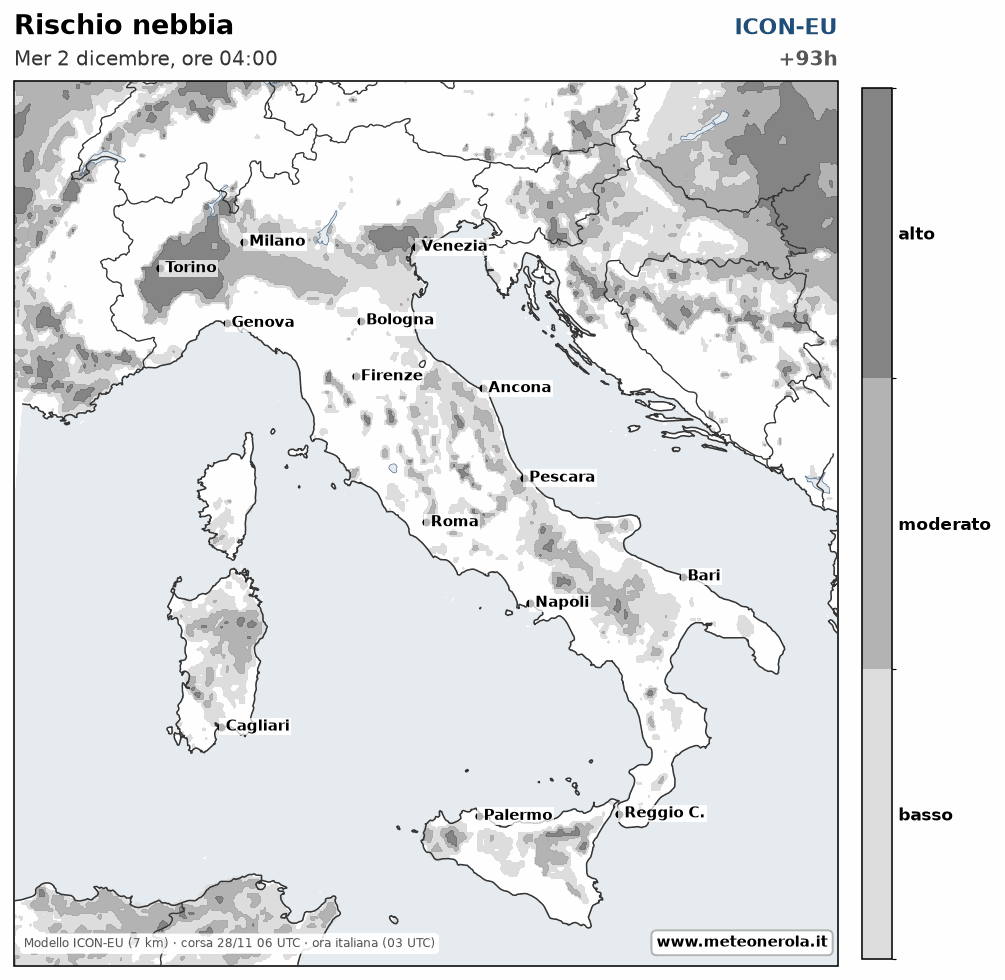 Rischio nebbia
ICON-EU
Mer 2 dicembre, ore 04:00
+93h
alto
moderato
basso
Milano
Venezia
Torino
Genova
Bologna
Firenze
Ancona
Pescara
Roma
Bari
Napoli
Cagliari
Palermo
Reggio C.
Modello ICON-EU (7 km) · corsa 28/11 06 UTC · ora italiana (03 UTC)
www.meteonerola.it